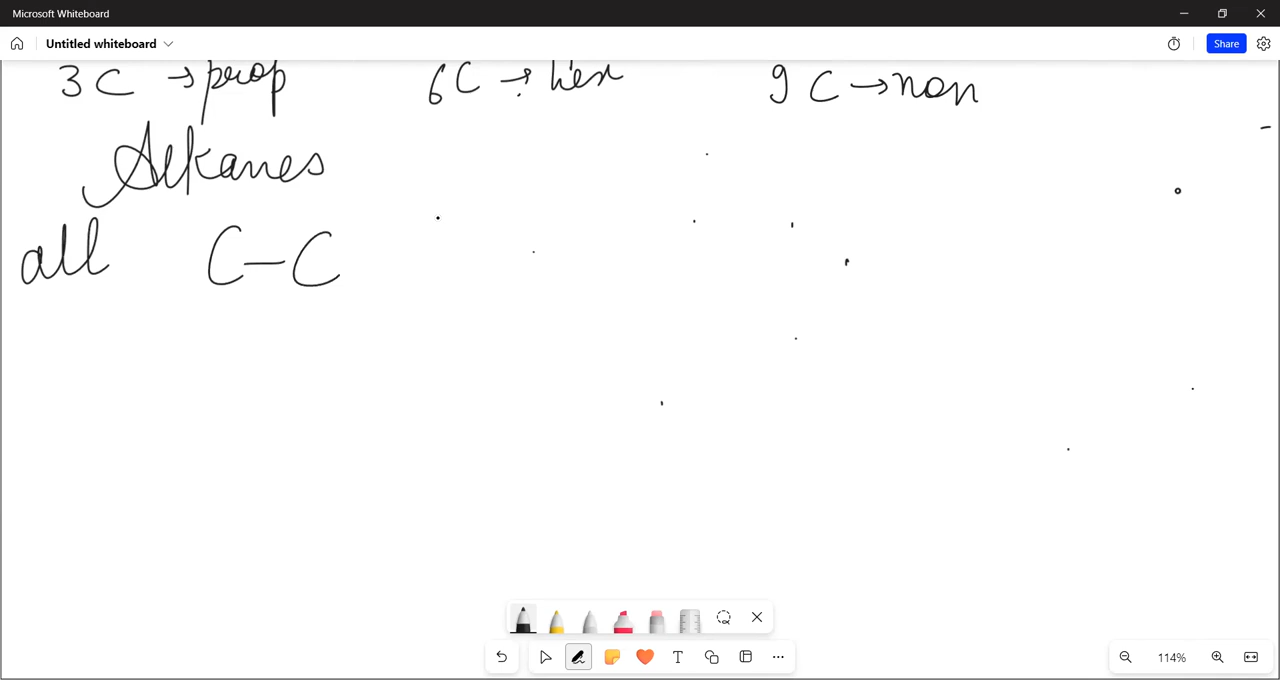 Microsoft Whiteboard
Untitled whiteboard
Share
3C → prop 6C → hex 9C → non
Alkanes
all C-C
T
114%